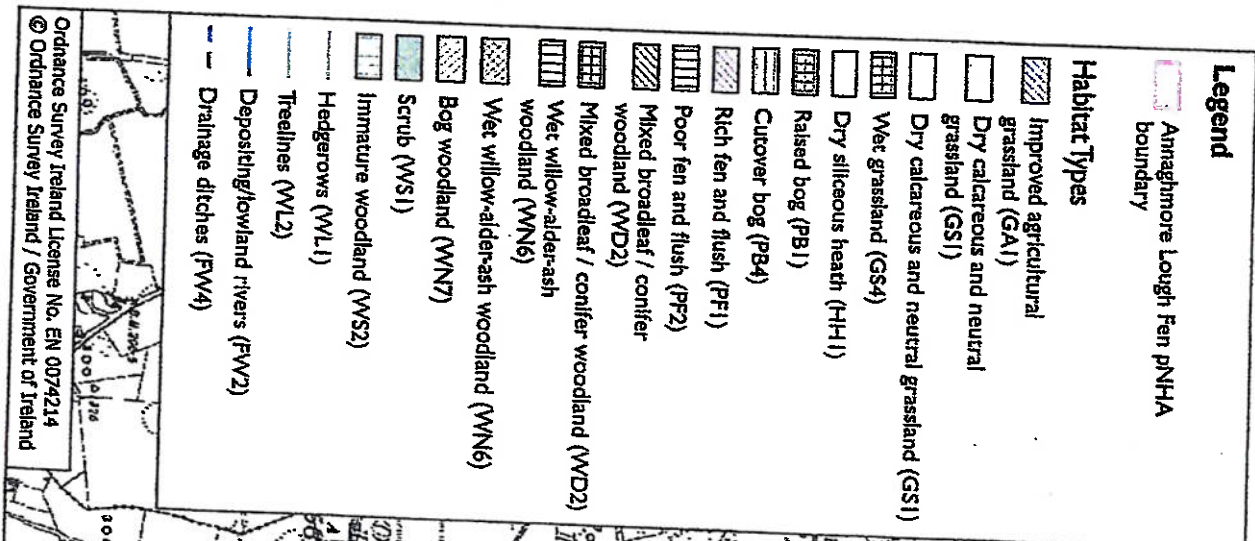 Legend
Annaghmore Lough Fen pNHA
boundary
Habitat Types
Improved agricultural
grassland (GA1)
Dry calcareous and neutral
grassland (GS1)
Dry calcareous and neutral grassland (GS1)
Wet grassland (GS4)
Dry siliceous heath (HH1)
Raised bog (PB1)
Cutover bog (PB4)
Rich fen and flush (PF1)
Poor fen and flush (PF2)
Mixed broadleaf / conifer
woodland (WD2)
Mixed broadleaf / conifer woodland (WD2)
Wet willow-alder-ash
woodland (WN6)
Wet willow-alder-ash woodland (WN6)
Bog woodland (WN7)
Scrub (WS1)
Immature woodland (WS2)
Hedgerows (WL1)
Treelines (WL2)
Depositing/lowland rivers (FW2)
Drainage ditches (FW4)
Ordnance Survey Ireland License No. EN 0074214
© Ordnance Survey Ireland / Government of Ireland